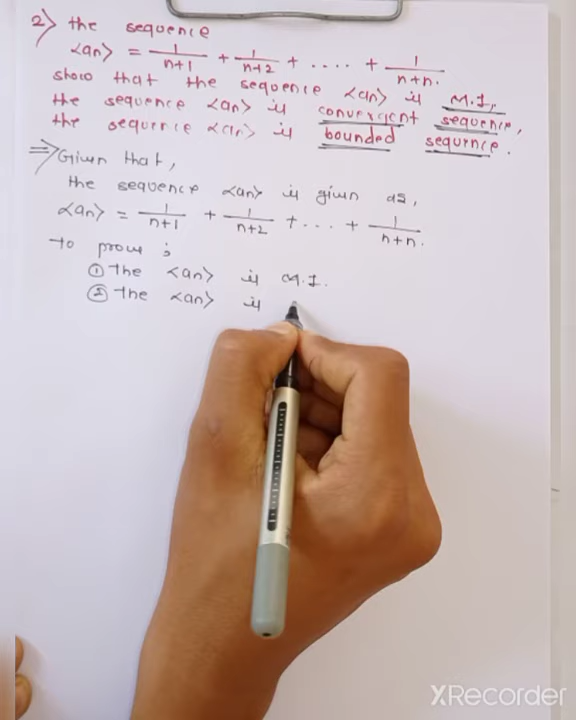 2) the sequence
<an> = 1/n+1 + 1/n+2 + .... + 1/n+n.
show that the sequence <an> is M.I,
the sequence <an> is convergent sequence,
the sequence <an> is bounded sequence.
⇒ Given that,
the sequence <an> is given as,
<an> = 1/n+1 + 1/n+2 + ... + 1/n+n.
To prove ;
① The <an> is M.I.
② The <an> is
XRecorder